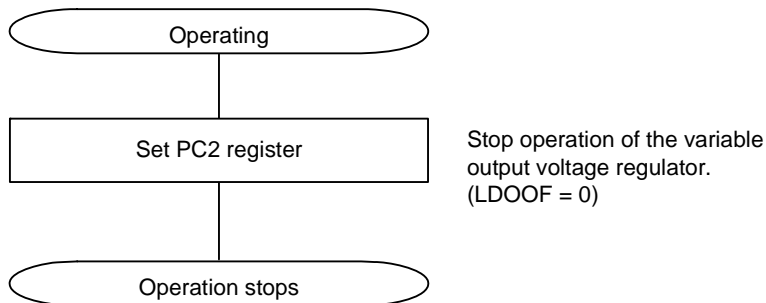 Operating
Set PC2 register
Stop operation of the variable
output voltage regulator.
(LDOOF = 0)
Operation stops